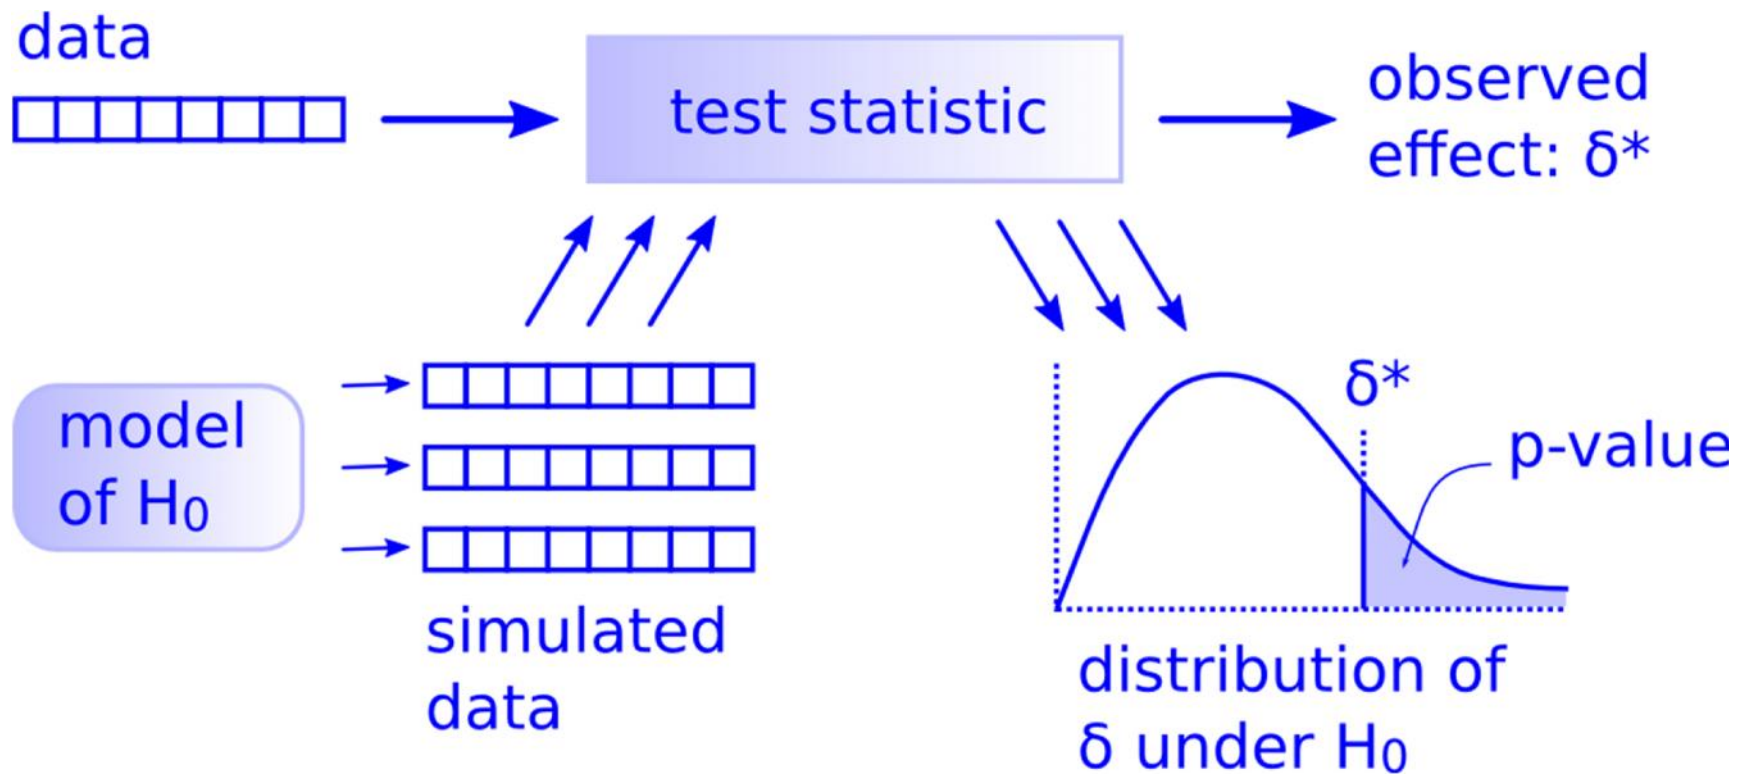 data
test statistic
observed
effect: δ*
model
of H₀
simulated
data
δ*
p-value
distribution of
δ under H₀